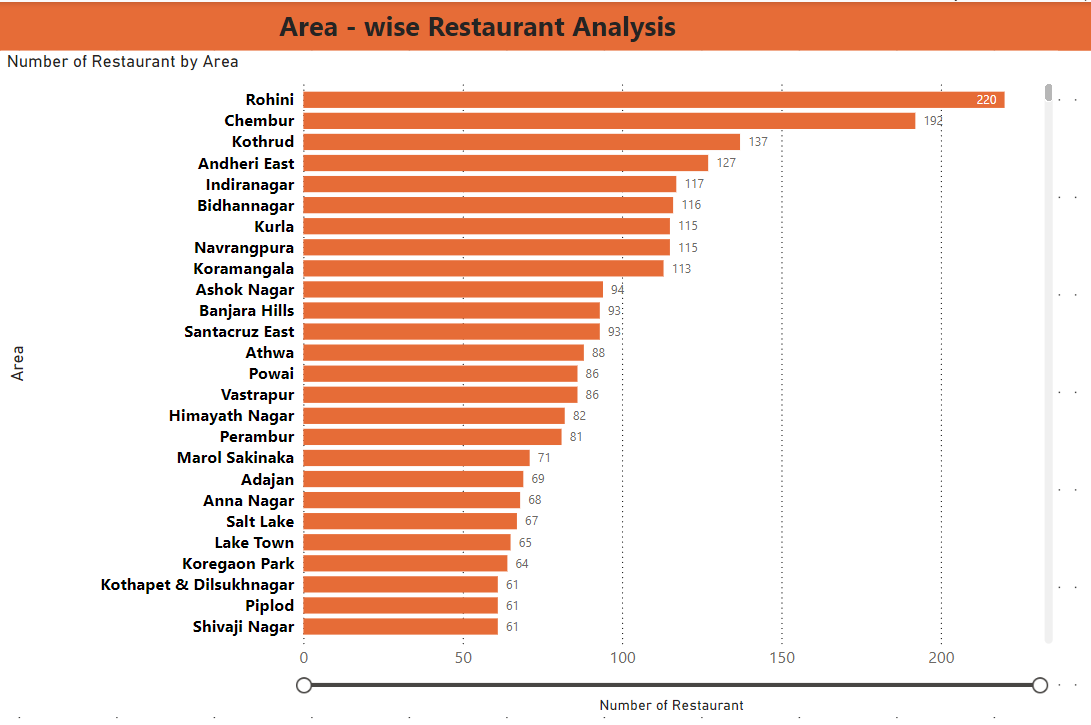 Area - wise Restaurant Analysis
Number of Restaurant by Area
Rohini 220
Chembur 192
Kothrud 137
Andheri East 127
Indiranagar 117
Bidhannagar 116
Kurla 115
Navrangpura 115
Koramangala 113
Ashok Nagar 94
Banjara Hills 93
Santacruz East 93
Athwa 88
Powai 86
Vastrapur 86
Himayath Nagar 82
Perambur 81
Marol Sakinaka 71
Adajan 69
Anna Nagar 68
Salt Lake 67
Lake Town 65
Koregaon Park 64
Kothapet & Dilsukhnagar 61
Piplod 61
Shivaji Nagar 61
Area
0 50 100 150 200
Number of Restaurant